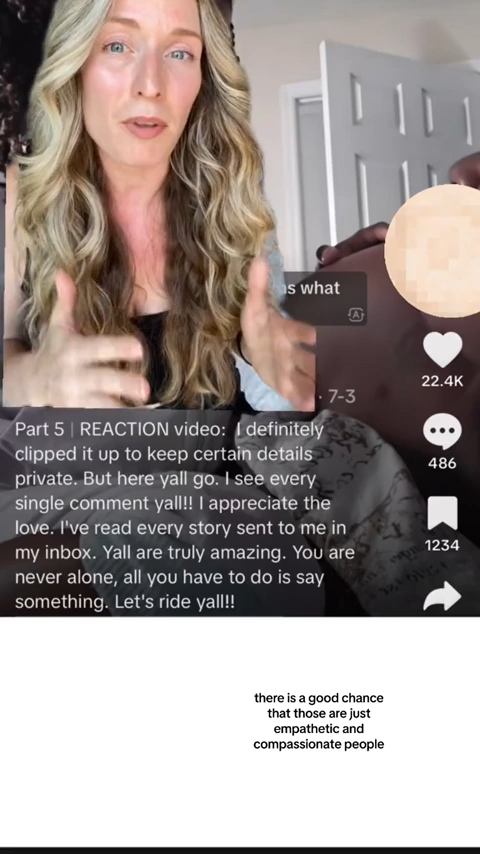 s what
· 7-3
22.4K
486
1234
Part 5 | REACTION video: I definitely
clipped it up to keep certain details
private. But here yall go. I see every
single comment yall!! I appreciate the
love. I've read every story sent to me in
my inbox. Yall are truly amazing. You are
never alone, all you have to do is say
something. Let's ride yall!!
there is a good chance
that those are just
empathetic and
compassionate people